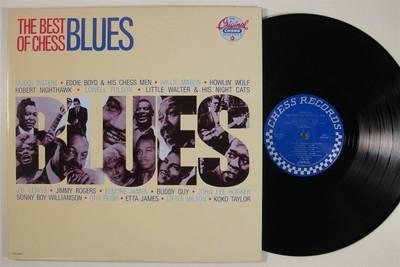 THE BEST
OF CHESS BLUES
The Original
CHESS
MUDDY WATERS • EDDIE BOYD & HIS CHESS MEN • WILLIE MABON • HOWLIN WOLF
ROBERT NIGHTHAWK • LOWELL FULSON • LITTLE WALTER & HIS NIGHT CATS
BLUES
J.B. LENOIR • JIMMY ROGERS • ELMORE JAMES • BUDDY GUY • JOHN LEE HOOKER
SONNY BOY WILLIAMSON • OTIS RUSH • ETTA JAMES • LITTLE MILTON • KOKO TAYLOR
CHESS RECORDS